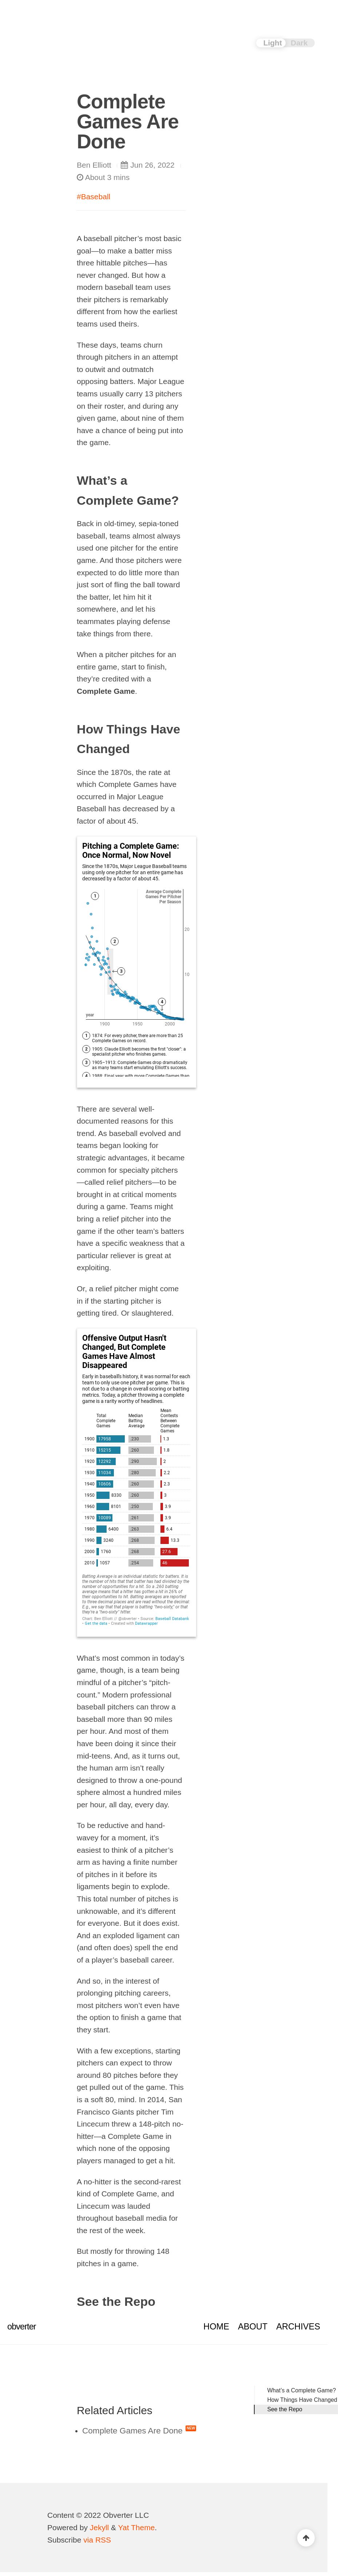 Light Dark
Complete
Games Are
Done
Ben Elliott Jun 26, 2022
About 3 mins
#Baseball
A baseball pitcher’s most basic
goal—to make a batter miss
three hittable pitches—has
never changed. But how a
modern baseball team uses
their pitchers is remarkably
different from how the earliest
teams used theirs.
These days, teams churn
through pitchers in an attempt
to outwit and outmatch
opposing batters. Major League
teams usually carry 13 pitchers
on their roster, and during any
given game, about nine of them
have a chance of being put into
the game.
What’s a
Complete Game?
Back in old-timey, sepia-toned
baseball, teams almost always
used one pitcher for the entire
game. And those pitchers were
expected to do little more than
just sort of fling the ball toward
the batter, let him hit it
somewhere, and let his
teammates playing defense
take things from there.
When a pitcher pitches for an
entire game, start to finish,
they’re credited with a
Complete Game.
How Things Have
Changed
Since the 1870s, the rate at
which Complete Games have
occurred in Major League
Baseball has decreased by a
factor of about 45.
Pitching a Complete Game:
Once Normal, Now Novel
Since the 1870s, Major League Baseball teams
using only one pitcher for an entire game has
decreased by a factor of about 45.
Average Complete
Games Per Pitcher
Per Season
1
20
2
3
10
4
year
1900 1950 2000
1 1874: For every pitcher, there are more than 25
Complete Games on record.
2 1905: Claude Elliott becomes the first "closer": a
specialist pitcher who finishes games.
3 1905–1913: Complete Games drop dramatically
as many teams start emulating Elliott's success.
4 1988: Final year with more Complete Games than
There are several well-
documented reasons for this
trend. As baseball evolved and
teams began looking for
strategic advantages, it became
common for specialty pitchers
—called relief pitchers—to be
brought in at critical moments
during a game. Teams might
bring a relief pitcher into the
game if the other team’s batters
have a specific weakness that a
particular reliever is great at
exploiting.
Or, a relief pitcher might come
in if the starting pitcher is
getting tired. Or slaughtered.
Offensive Output Hasn't
Changed, But Complete
Games Have Almost
Disappeared
Early in baseball's history, it was normal for each
team to only use one pitcher per game. This is
not due to a change in overall scoring or batting
metrics. Today, a pitcher throwing a complete
game is a rarity worthy of headlines.
Total Complete Games
Median Batting Average
Mean Contests Between Complete Games
1900 17908 .230 1.3
1910 15215 .260 1.8
1920 12292 .290 2
1930 11034 .280 2.2
1940 .269 2.3
1950 8330 .260 3
1960 8101 .230 3.9
1970 10089 .261 3.9
1980 6400 .263 6.4
1990 3240 .268 13.3
2000 1760 .268 27.6
2010 1057 .254 46
Batting Average is an individual statistic for batters. It is
the number of hits that that batter has had divided by the
number of opportunities for a hit. So a .260 batting
average means that a hitter has gotten a hit in 26% of
their opportunities for hits. Batting averages are reported
to three decimal places and are read without the decimal.
E.g., we say that that player is batting "two-sixty," or that
they're a "two-sixty" hitter.
Chart: Ben Elliott // @obverter • Source: Baseball Databank
• Get the data • Created with Datawrapper
What’s most common in today’s
game, though, is a team being
mindful of a pitcher’s “pitch-
count.” Modern professional
baseball pitchers can throw a
baseball more than 90 miles
per hour. And most of them
have been doing it since their
mid-teens. And, as it turns out,
the human arm isn’t really
designed to throw a one-pound
sphere almost a hundred miles
per hour, all day, every day.
To be reductive and hand-
wavey for a moment, it’s
easiest to think of a pitcher’s
arm as having a finite number
of pitches in it before its
ligaments begin to explode.
This total number of pitches is
unknowable, and it’s different
for everyone. But it does exist.
And an exploded ligament can
(and often does) spell the end
of a player’s baseball career.
And so, in the interest of
prolonging pitching careers,
most pitchers won’t even have
the option to finish a game that
they start.
With a few exceptions, starting
pitchers can expect to throw
around 80 pitches before they
get pulled out of the game. This
is a soft 80, mind. In 2014, San
Francisco Giants pitcher Tim
Lincecum threw a 148-pitch no-
hitter—a Complete Game in
which none of the opposing
players managed to get a hit.
A no-hitter is the second-rarest
kind of Complete Game, and
Lincecum was lauded
throughout baseball media for
the rest of the week.
But mostly for throwing 148
pitches in a game.
See the Repo
obverter HOME ABOUT ARCHIVES
What’s a Complete Game?
How Things Have Changed
See the Repo
Related Articles
Complete Games Are Done NEW
Content © 2022 Obverter LLC
Powered by Jekyll & Yat Theme.
Subscribe via RSS